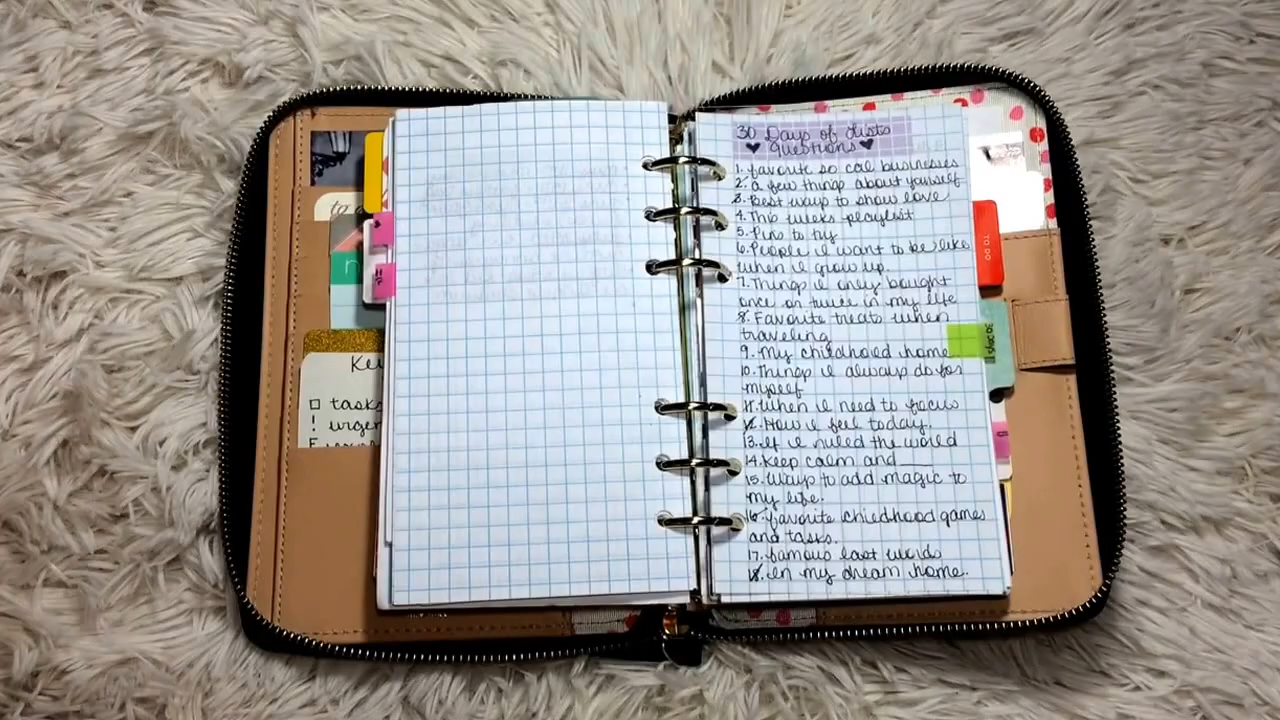 to
n
Ke
□ tasks
! urgen
30 Days of Lists
♥ Questions ♥
1. favorite so cal businesses
2. a few things about yourself
3. Best ways to show love
4. This weeks playlist
5. Pins to try
6. People i want to be like
when i grow up.
7. Things i only bought
once or twice in my life
8. Favorite treats when
traveling
9. My childhood home
10. Things i always do for
myself
11. When i need to focus
12. How i feel today.
13. If i ruled the world
14. Keep calm and____
15. Ways to add magic to
my life.
16. favorite childhood games
and tasks.
17. famous last words
18. In my dream home.
TO DO